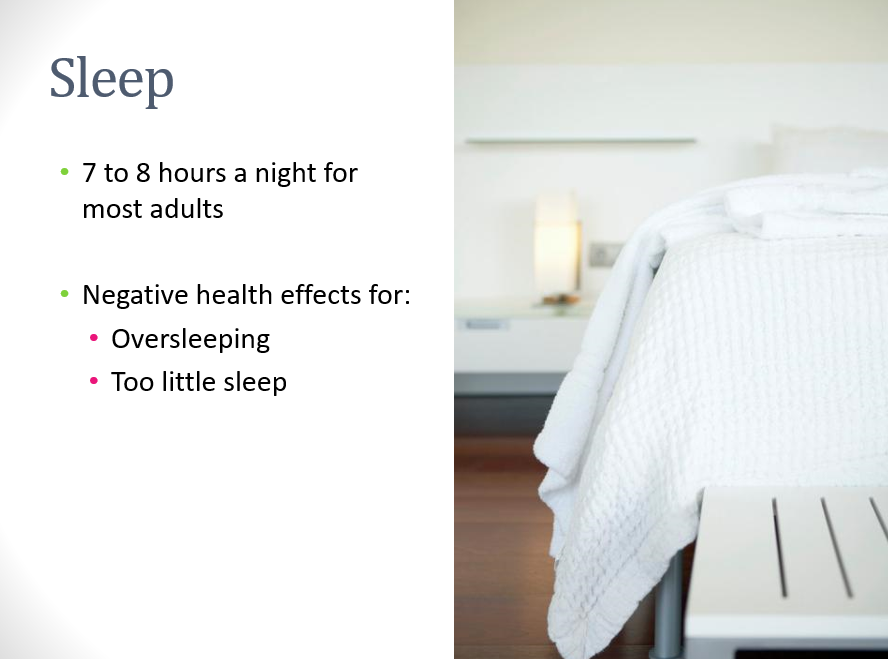 Sleep
• 7 to 8 hours a night for
most adults
• Negative health effects for:
• Oversleeping
• Too little sleep